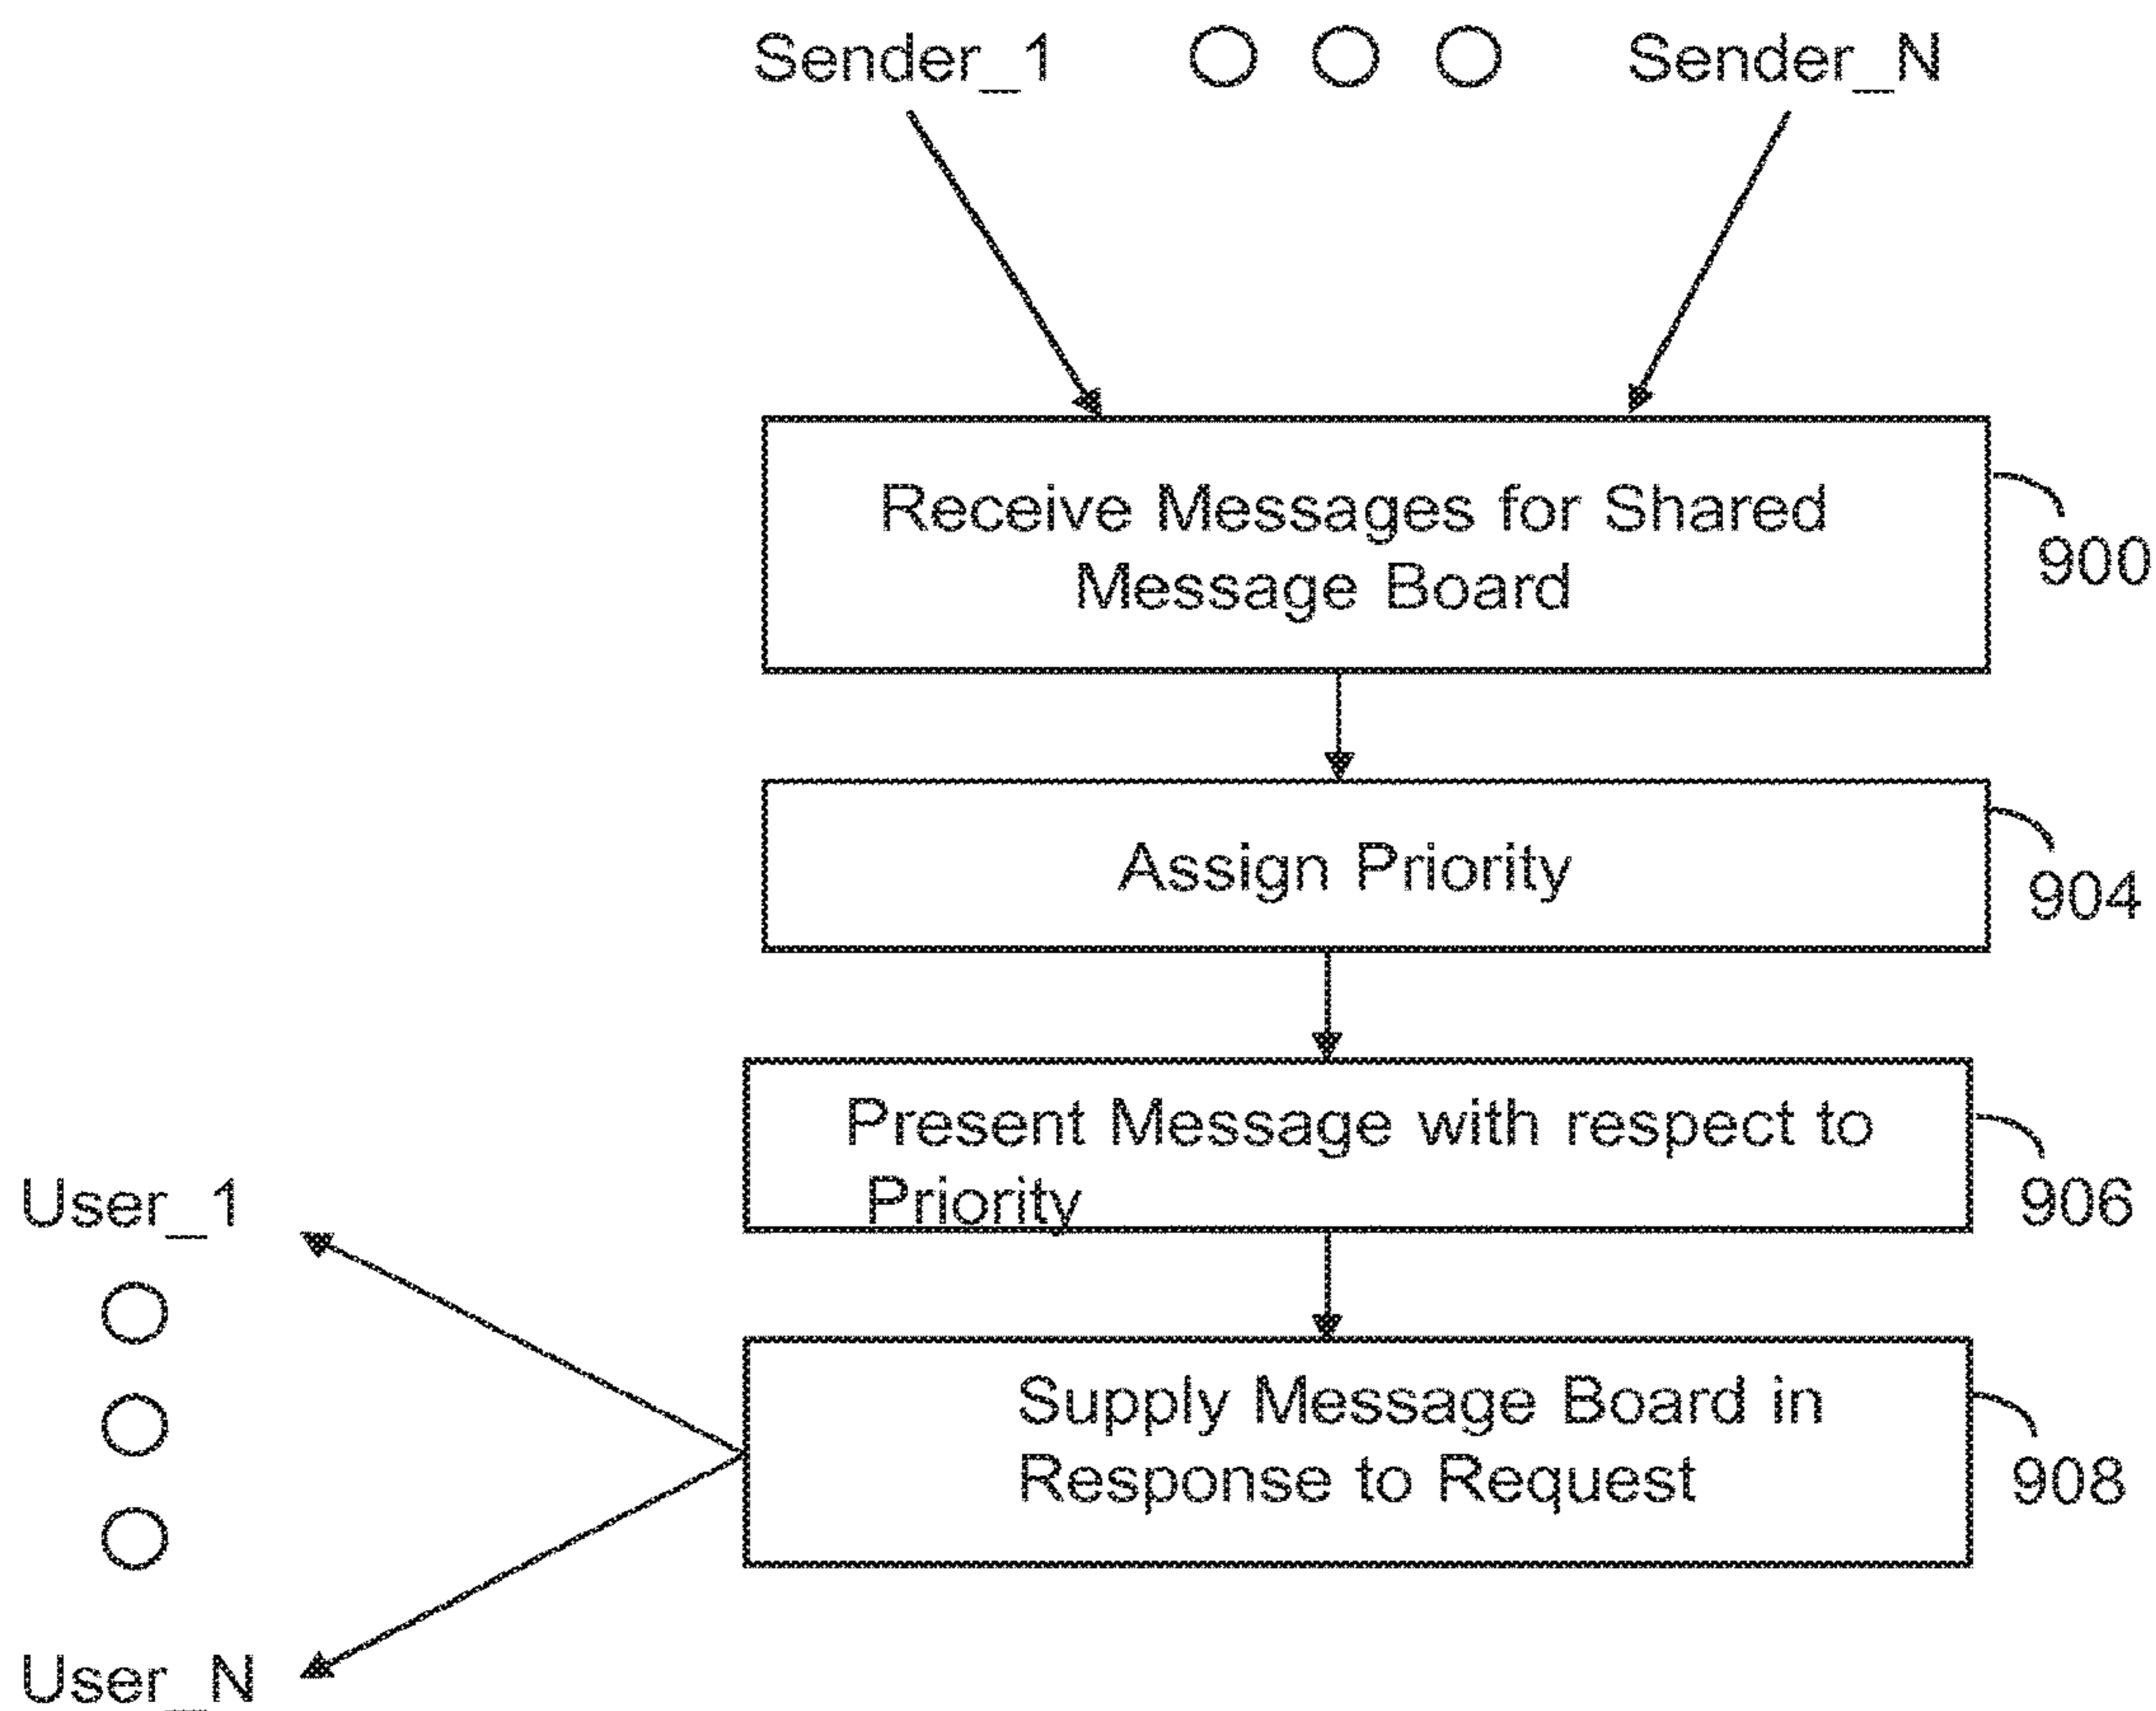 Sender_1 Sender_N
Receive Messages for Shared
Message Board
900
Assign Priority
904
Present Message with respect to
Priority
906
User_1
Supply Message Board in
Response to Request
908
User_N